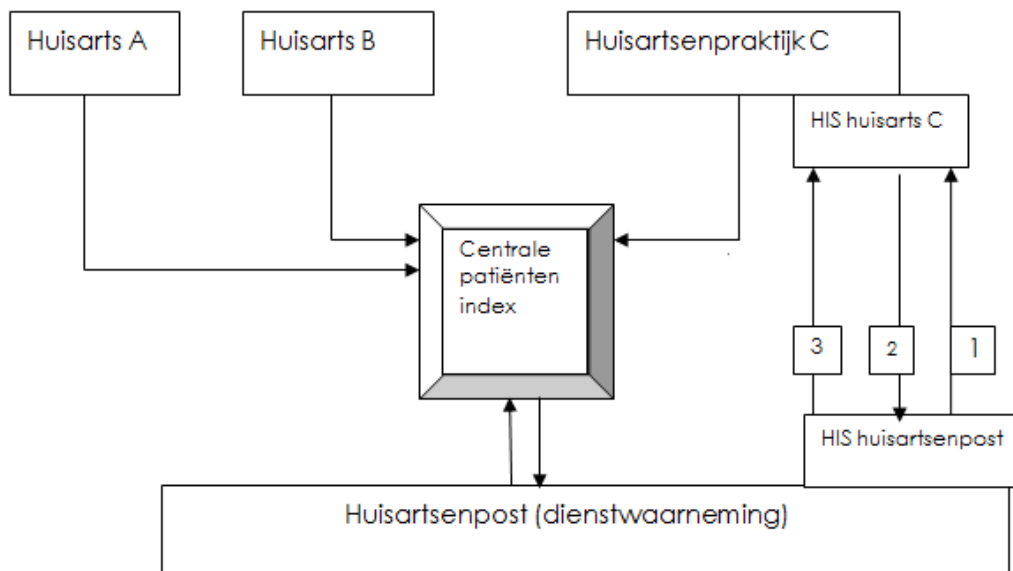 Huisarts A
Huisarts B
Huisartsenpraktijk C
HIS huisarts C
Centrale
patiënten
index
3
2
1
HIS huisartsenpost
Huisartsenpost (dienstwaarneming)